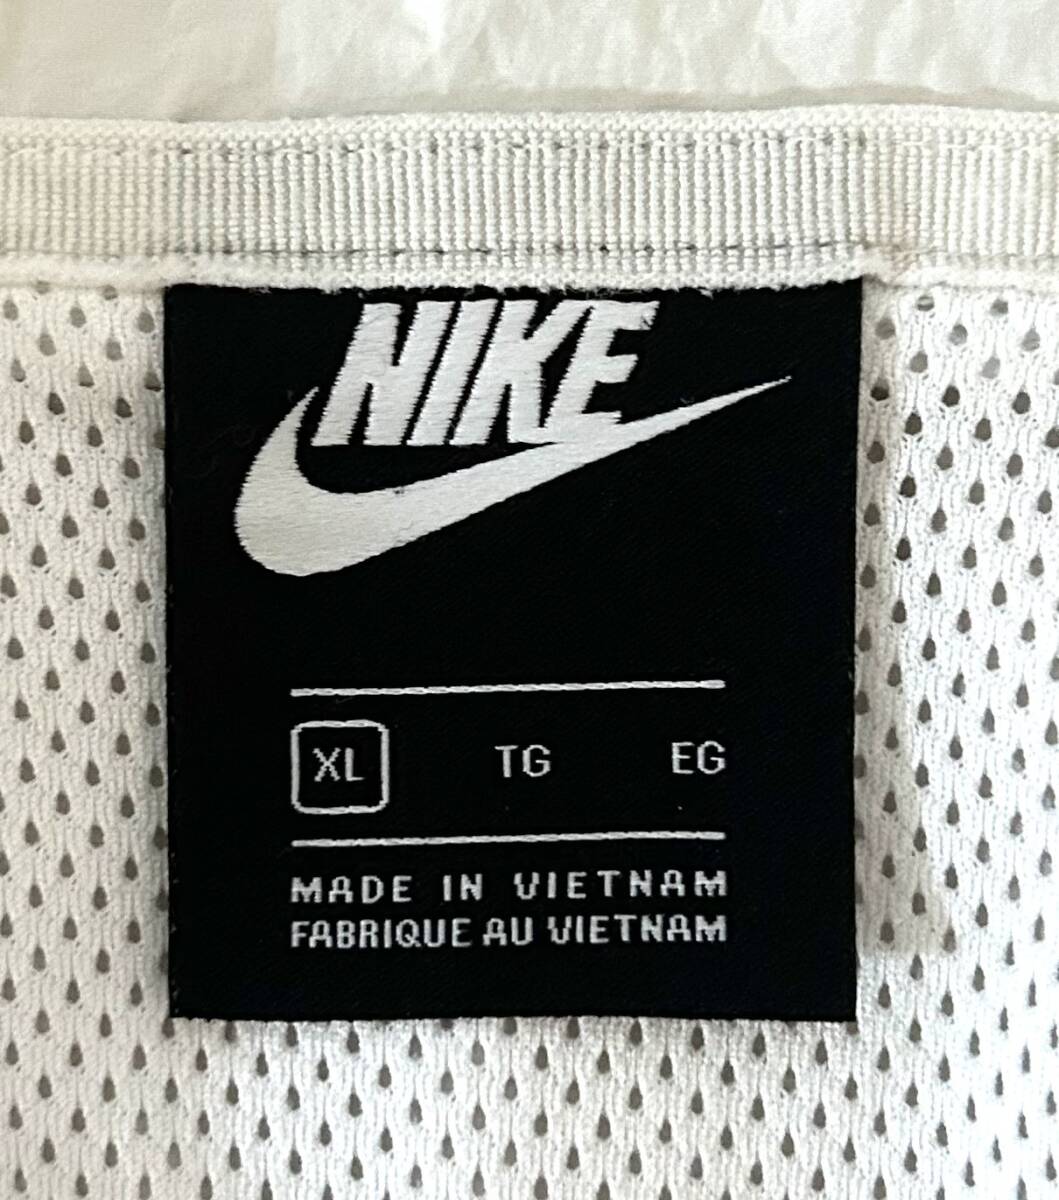 NIKE
XL TG EG
MADE IN VIETNAM
FABRIQUE AU VIETNAM